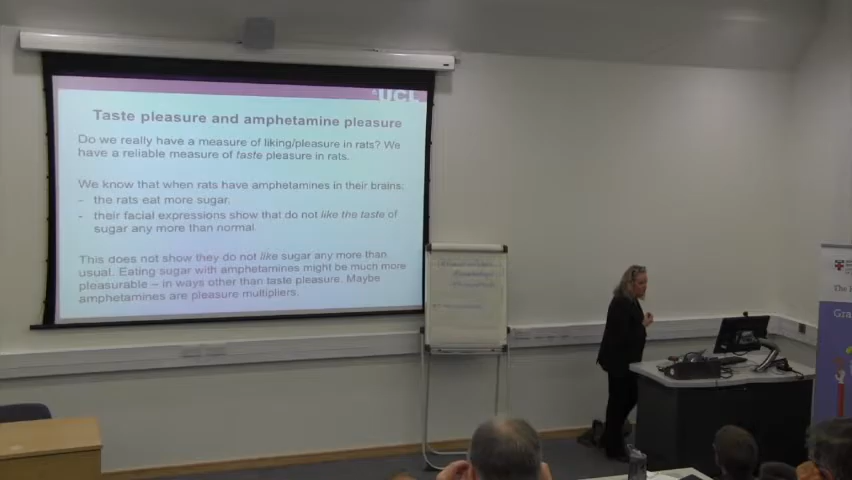 UCL
Taste pleasure and amphetamine pleasure
Do we really have a measure of liking/pleasure in rats? We
have a reliable measure of taste pleasure in rats.
We know that when rats have amphetamines in their brains:
- the rats eat more sugar.
- their facial expressions show that do not like the taste of
sugar any more than normal.
This does not show they do not like sugar any more than
usual. Eating sugar with amphetamines might be much more
pleasurable – in ways other than taste pleasure. Maybe
amphetamines are pleasure multipliers.
The
Gra